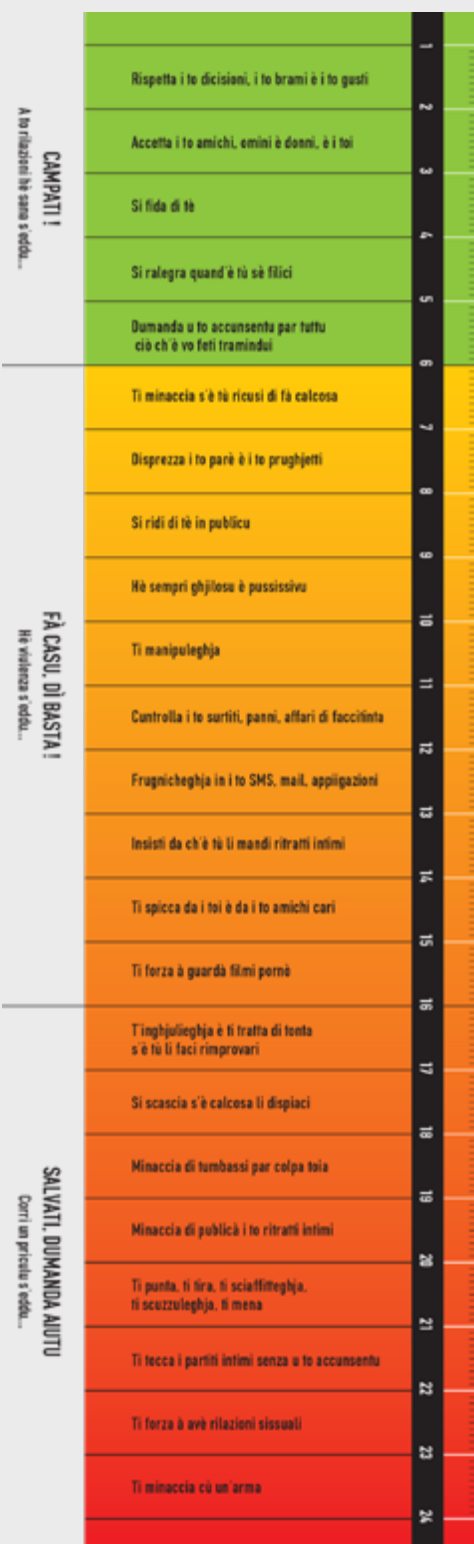 CAMPATI !
A to rilazioni hè sana s'eddu...
1
Rispetta i to dicisioni, i to brami è i to gusti
2
Accetta i to amichi, omini è donni, è i toi
3
Si fida di tè
4
Si ralegra quand'è tù sè filici
5
Dumanda u to accunsentu par tuttu
ciò ch'è vo feti tramindui
6
FÀ CASU, DÌ BASTA !
Hè viulenza s'eddu...
Ti minaccia s'è tù ricusi di fà calcosa
7
Disprezza i to parè è i to prughjetti
8
Si ridi di tè in publicu
9
Hè sempri ghjilosu è pussissivu
10
Ti manipuleghja
11
Cuntrolla i to surtiti, panni, affari di faccitinta
12
Frugnicheghja in i to SMS, mail, appiigazioni
13
Insisti da ch'è tù li mandi ritratti intimi
14
Ti spicca da i toi è da i to amichi cari
15
Ti forza à guardà filmi pornò
16
SALVATI, DUMANDA AIUTU
Corri un priculu s'eddu...
T'inghjulieghja è ti tratta di tonta
s'è tù li faci rimprovari
17
Si scascia s'è calcosa li dispiaci
18
Minaccia di tumbassi par colpa toia
19
Minaccia di publicà i to ritratti intimi
20
Ti punta, ti tira, ti sciaffitteghja,
ti scuzzuleghja, ti mena
21
Ti tocca i partiti intimi senza u to accunsentu
22
Ti forza à avè rilazioni sissuali
23
Ti minaccia cù un'arma
24